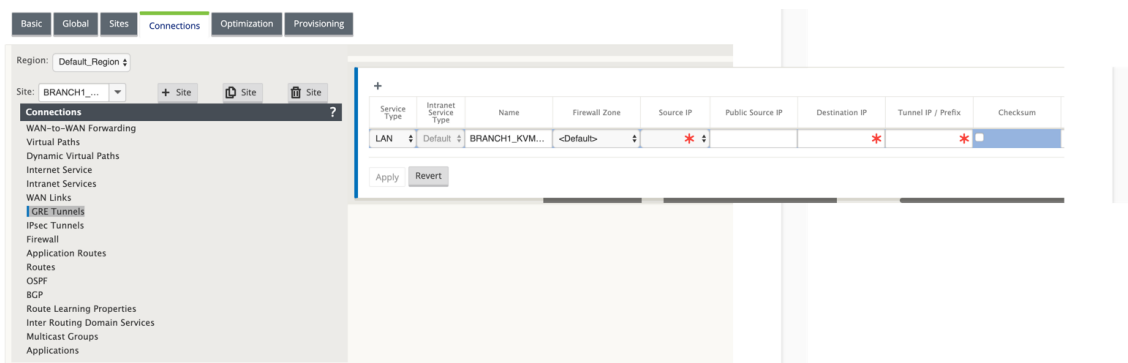 Basic Global Sites Connections Optimization Provisioning
Region: Default_Region
Site: BRANCH1_... + Site Site Site
Connections ?
WAN-to-WAN Forwarding
Virtual Paths
Dynamic Virtual Paths
Internet Service
Intranet Services
WAN Links
GRE Tunnels
IPsec Tunnels
Firewall
Application Routes
Routes
OSPF
BGP
Route Learning Properties
Inter Routing Domain Services
Multicast Groups
Applications
+
Service Type Intranet Service Type Name Firewall Zone Source IP Public Source IP Destination IP Tunnel IP / Prefix Checksum
LAN Default BRANCH1_KVM... <Default> * * *
Apply Revert